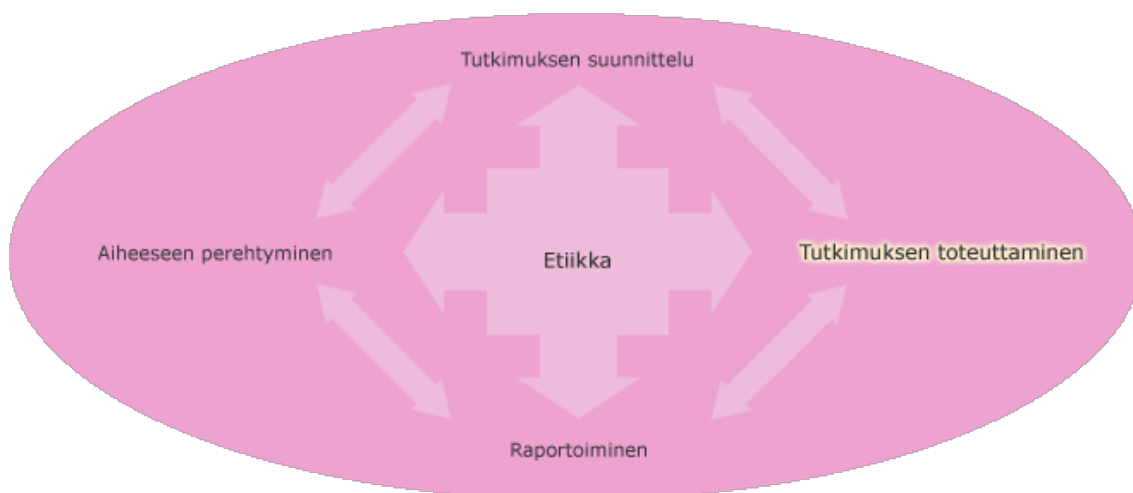 Tutkimuksen suunnittelu
Aiheeseen perehtyminen
Etiikka
Tutkimuksen toteuttaminen
Raportoiminen